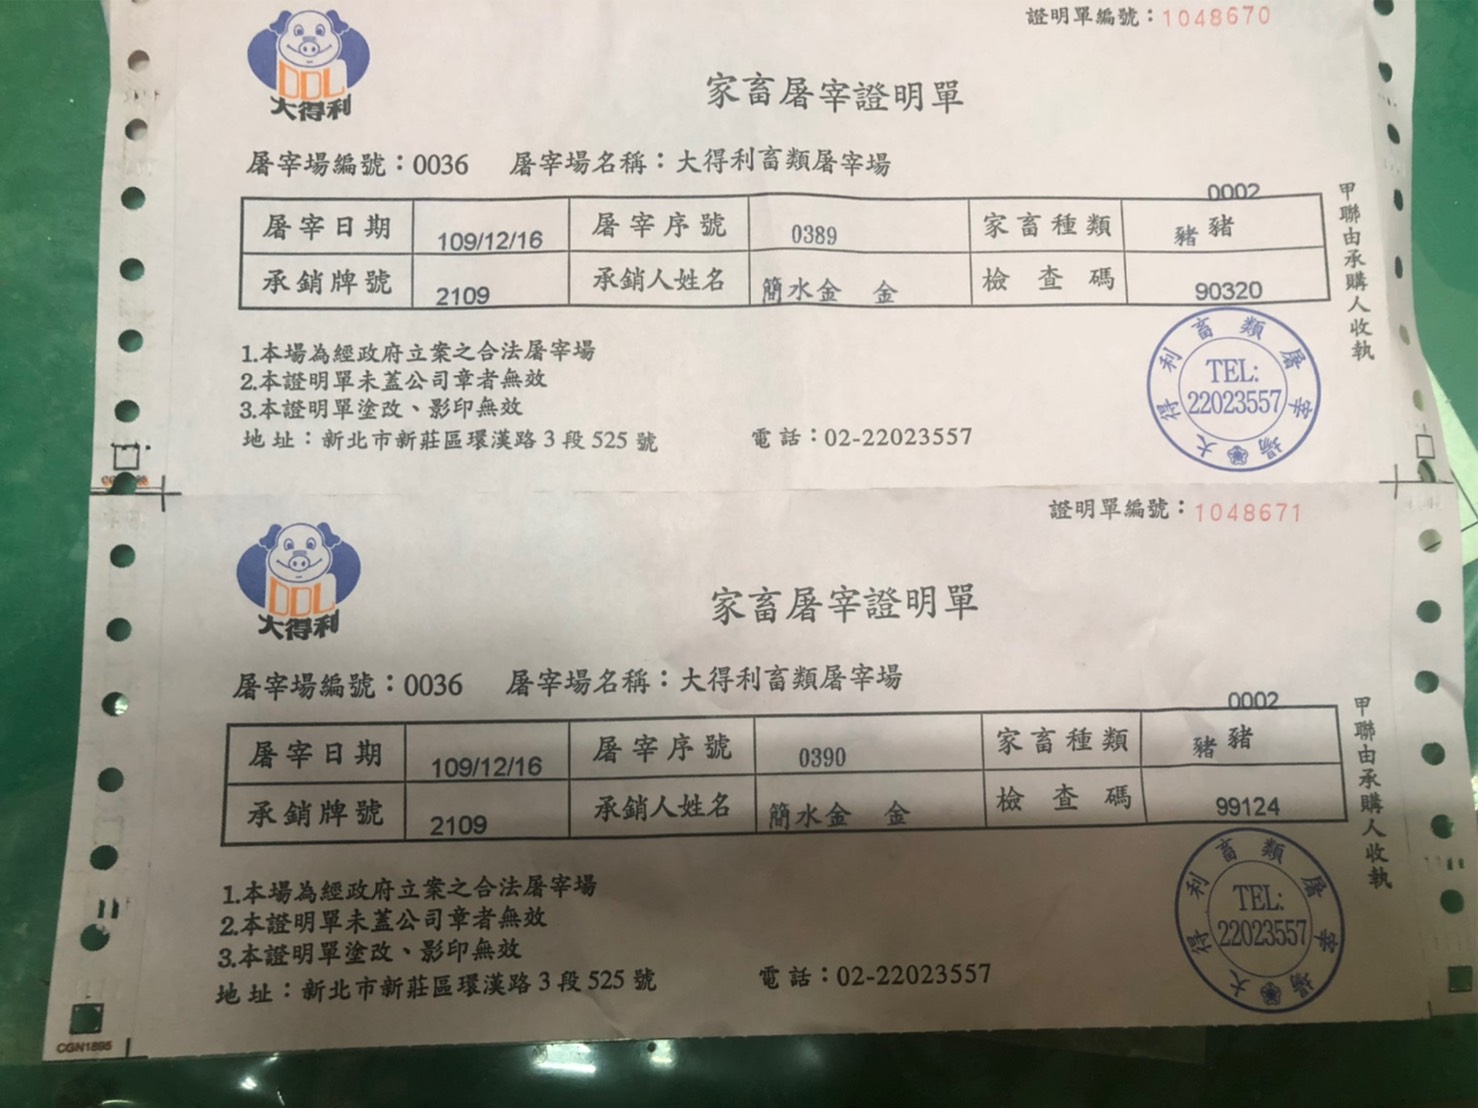 證明單編號：1048670
DDL
大得利
家畜屠宰證明單
屠宰場編號：0036 屠宰場名稱：大得利畜類屠宰場
0002
屠宰日期 109/12/16 屠宰序號 0389 家畜種類 豬 豬
承銷牌號 2109 承銷人姓名 簡水金 金 檢查碼 90320
甲聯由承購人收執
1.本場為經政府立案之合法屠宰場
2.本證明單未蓋公司章者無效
3.本證明單塗改、影印無效
地址：新北市新莊區環漢路3段525號 電話：02-22023557
大得利畜類屠宰場
TEL:
22023557
證明單編號：1048671
DDL
大得利
家畜屠宰證明單
屠宰場編號：0036 屠宰場名稱：大得利畜類屠宰場
0002
屠宰日期 109/12/16 屠宰序號 0390 家畜種類 豬 豬
承銷牌號 2109 承銷人姓名 簡水金 金 檢查碼 99124
甲聯由承購人收執
1.本場為經政府立案之合法屠宰場
2.本證明單未蓋公司章者無效
3.本證明單塗改、影印無效
地址：新北市新莊區環漢路3段525號 電話：02-22023557
大得利畜類屠宰場
TEL:
22023557
CGN1895